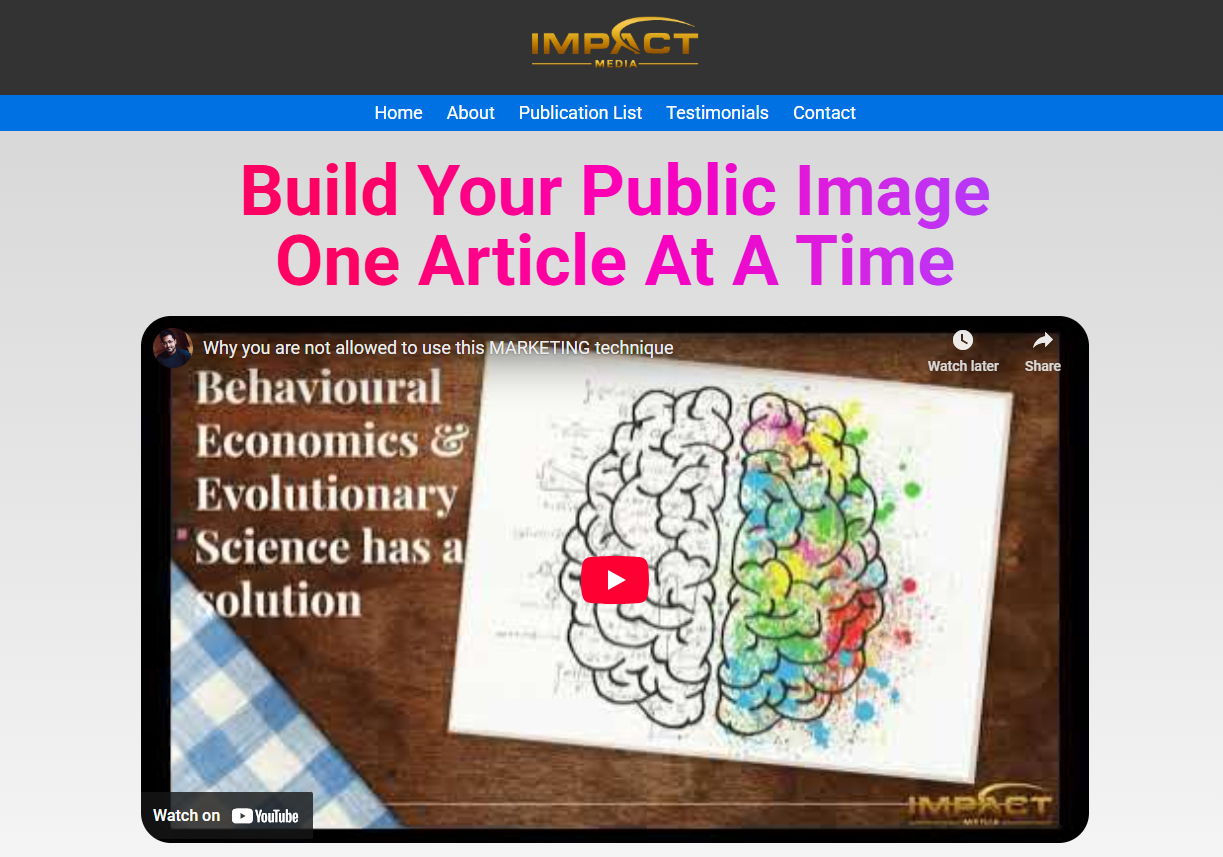 IMPACT
MEDIA
Home About Publication List Testimonials Contact
Build Your Public Image
One Article At A Time
Why you are not allowed to use this MARKETING technique
Watch later Share
Behavioural
Economics &
Evolutionary
Science has a
solution
Watch on YouTube
IMPACT
MEDIA